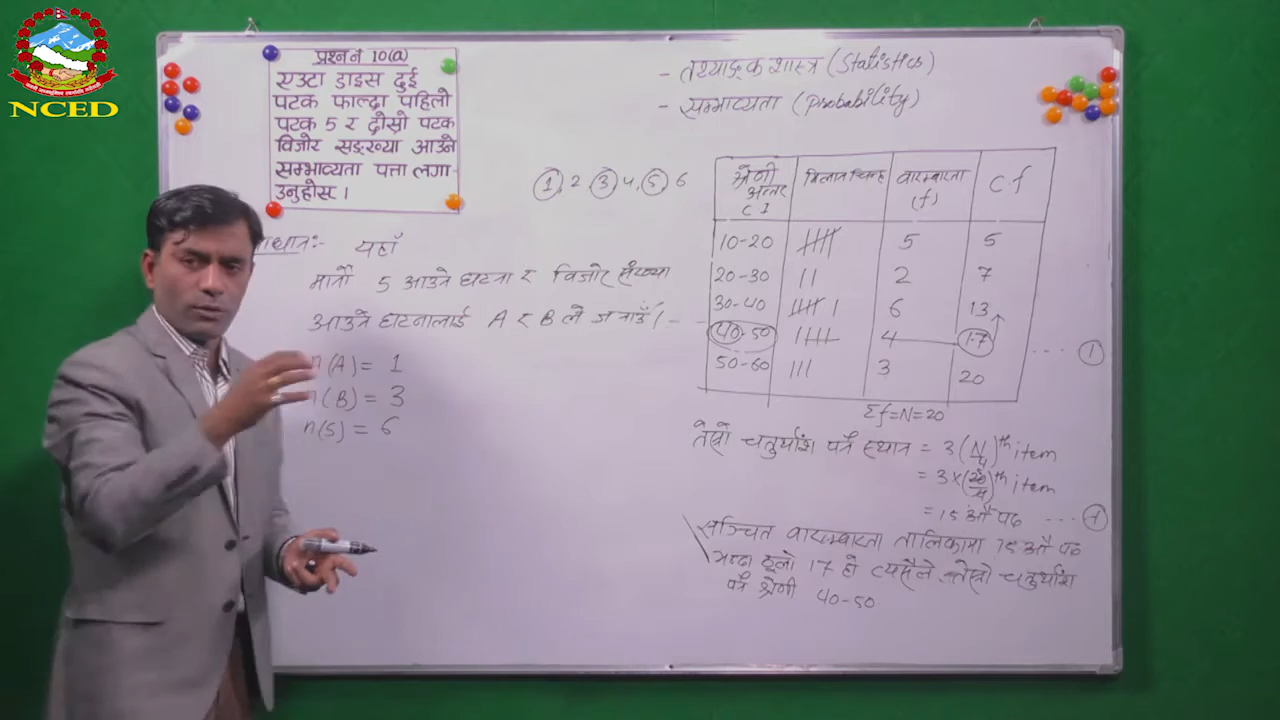 NCED
प्रश्न नं 10(a)
एउटा डाइस दुई
पटक फाल्दा पहिलो
पटक 5 र दोस्रो पटक
विजोर सङ्ख्या आउने
सम्भाव्यता पत्ता लगा-
उनुहोस् ।
- तथ्याङ्कशास्त्र (Statistics)
- सम्भाव्यता (Probability)
1, 2 3 4, 5, 6
यहाँ
मानौं 5 आउने घटना र विजोर संख्या
आउने घटनालाई A र B ले जनाउँ।
n(A) = 1
n(B) = 3
n(S) = 6
श्रेणी अन्तर CI मिलान चिन्ह वारम्वारता (f) C.f
10-20 5 5
20-30 2 7
30-40 6 13
40-50 4 17
50-60 3 20
... 1
Σf=N=20
तेस्रो चतुर्थांश पर्ने स्थान = 3(N/4)th item
= 3×(20/4)th item
= 15 औं पद ... 1
सञ्चित वारम्वारता तालिकामा 15 औं पद
भन्दा ठूलो 17 हो त्यसैले तेस्रो चतुर्थांश
पर्ने श्रेणी 40-50